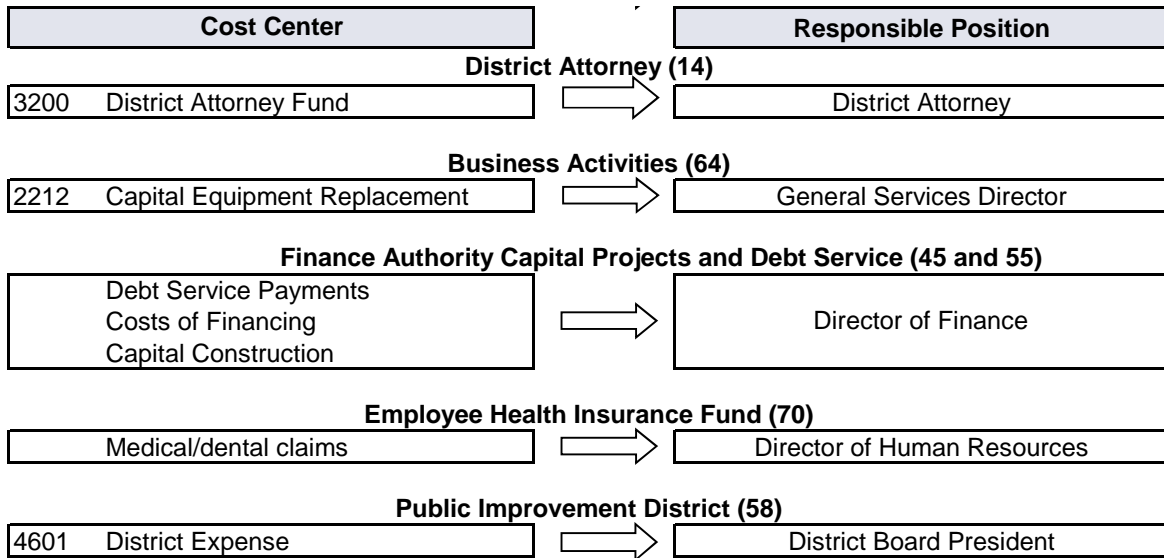 Cost Center Responsible Position
District Attorney (14)
3200 District Attorney Fund District Attorney
Business Activities (64)
2212 Capital Equipment Replacement General Services Director
Finance Authority Capital Projects and Debt Service (45 and 55)
Debt Service Payments
Costs of Financing Director of Finance
Capital Construction
Employee Health Insurance Fund (70)
Medical/dental claims Director of Human Resources
Public Improvement District (58)
4601 District Expense District Board President